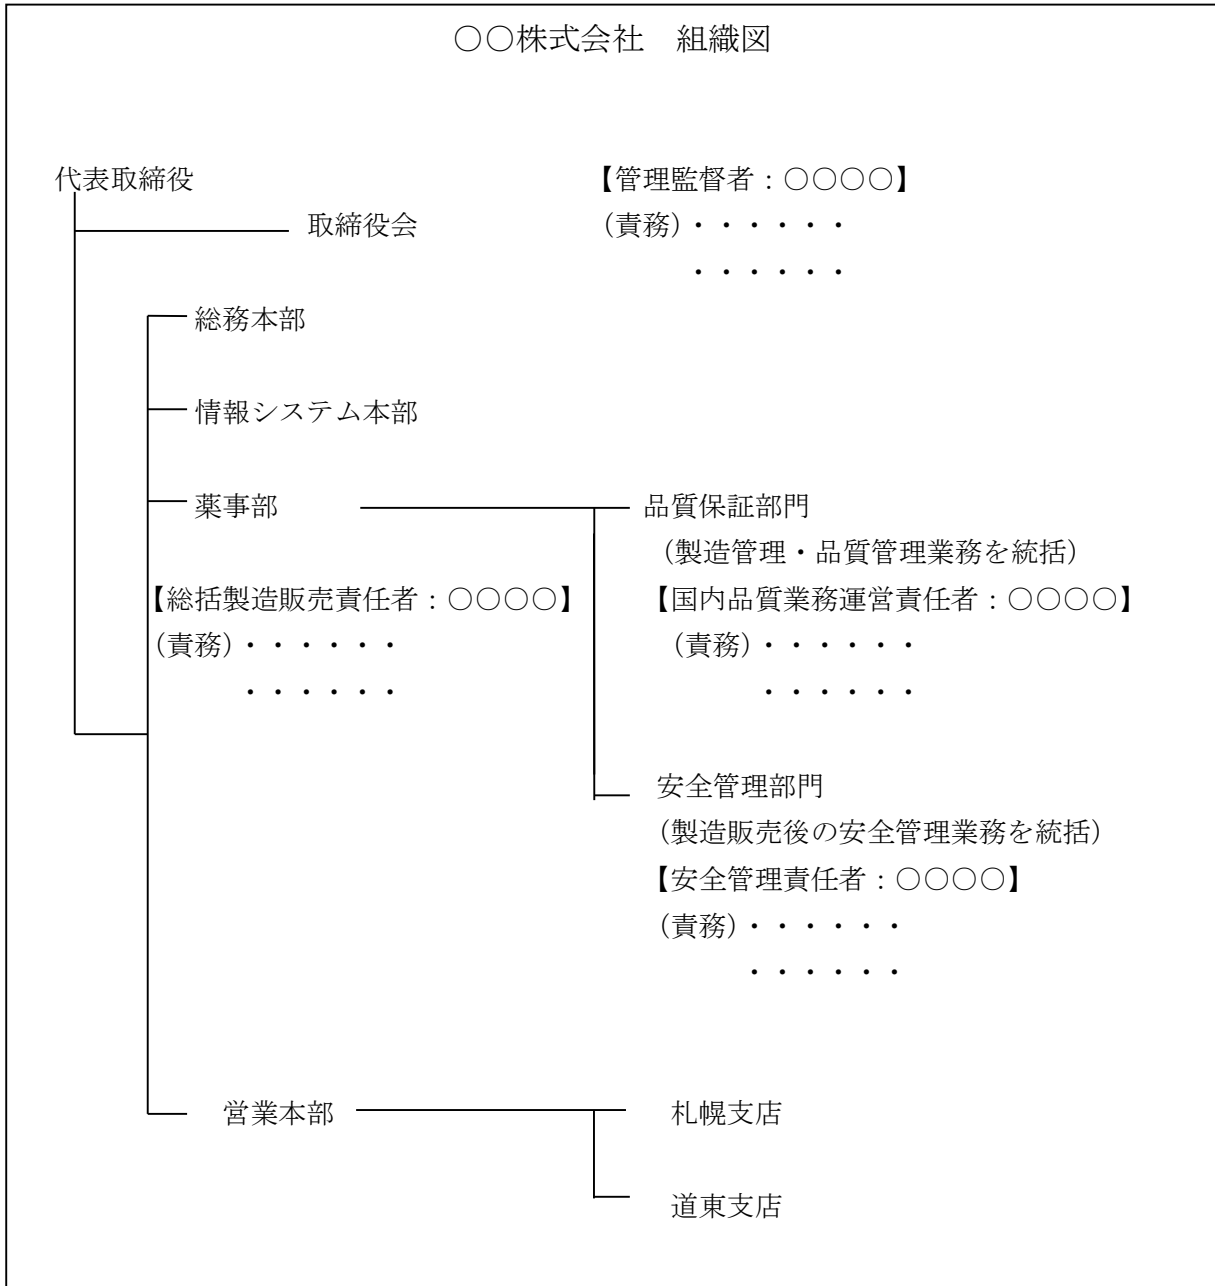 ○○株式会社　組織図
代表取締役
【管理監督者：○○○○】
取締役会
（責務）・・・・・・
・・・・・・
総務本部
情報システム本部
薬事部
品質保証部門
（製造管理・品質管理業務を統括）
【総括製造販売責任者：○○○○】
【国内品質業務運営責任者：○○○○】
（責務）・・・・・・
（責務）・・・・・・
・・・・・・
・・・・・・
安全管理部門
（製造販売後の安全管理業務を統括）
【安全管理責任者：○○○○】
（責務）・・・・・・
・・・・・・
営業本部
札幌支店
道東支店